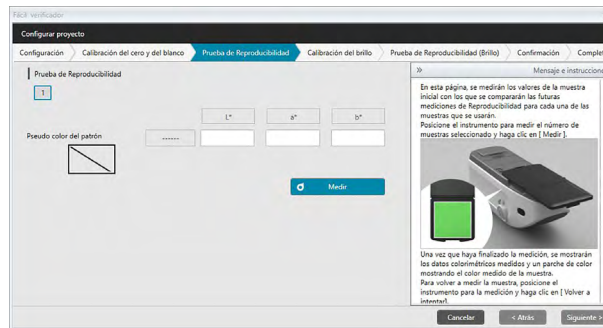 Fácil verificador
Configurar proyecto
Configuración
Calibración del cero y del blanco
Prueba de Reproducibilidad
Calibración del brillo
Prueba de Reproducibilidad (Brillo)
Confirmación
Complet
Prueba de Reproducibilidad
1
L*
a*
b*
Pseudo color del patrón
------
Medir
»
Mensaje e instruccione
En esta página, se medirán los valores de la muestra
inicial con los que se compararán las futuras
mediciones de Reproducibilidad para cada una de las
muestras que se usarán.
Posicione el instrumento para medir el número de
muestras seleccionado y haga clic en [ Medir ].
Una vez que haya finalizado la medición, se mostrarán
los datos colorimétricos medidos y un parche de color
mostrando el color medido de la muestra.
Para volver a medir la muestra, posicione el
instrumento para la medición y haga clic en [ Volver a
intentar].
Cancelar
< Atrás
Siguiente >